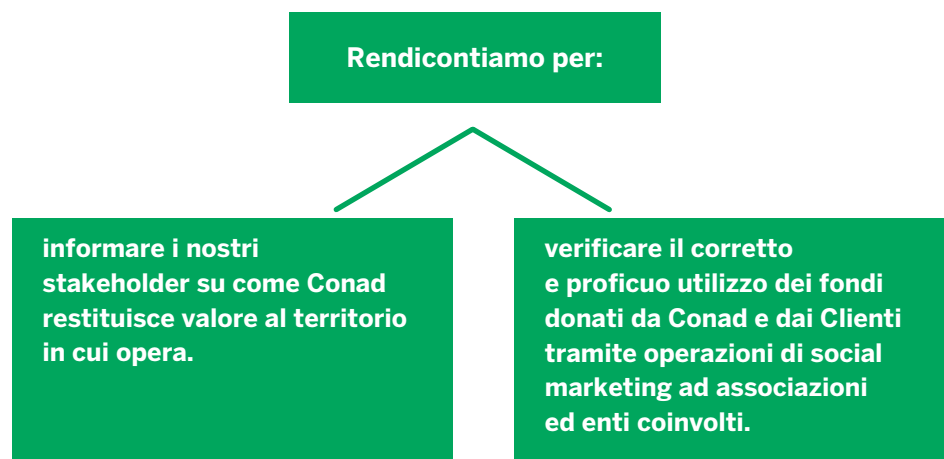 Rendicontiamo per:
informare i nostri
stakeholder su come Conad
restituisce valore al territorio
in cui opera.
verificare il corretto
e proficuo utilizzo dei fondi
donati da Conad e dai Clienti
tramite operazioni di social
marketing ad associazioni
ed enti coinvolti.